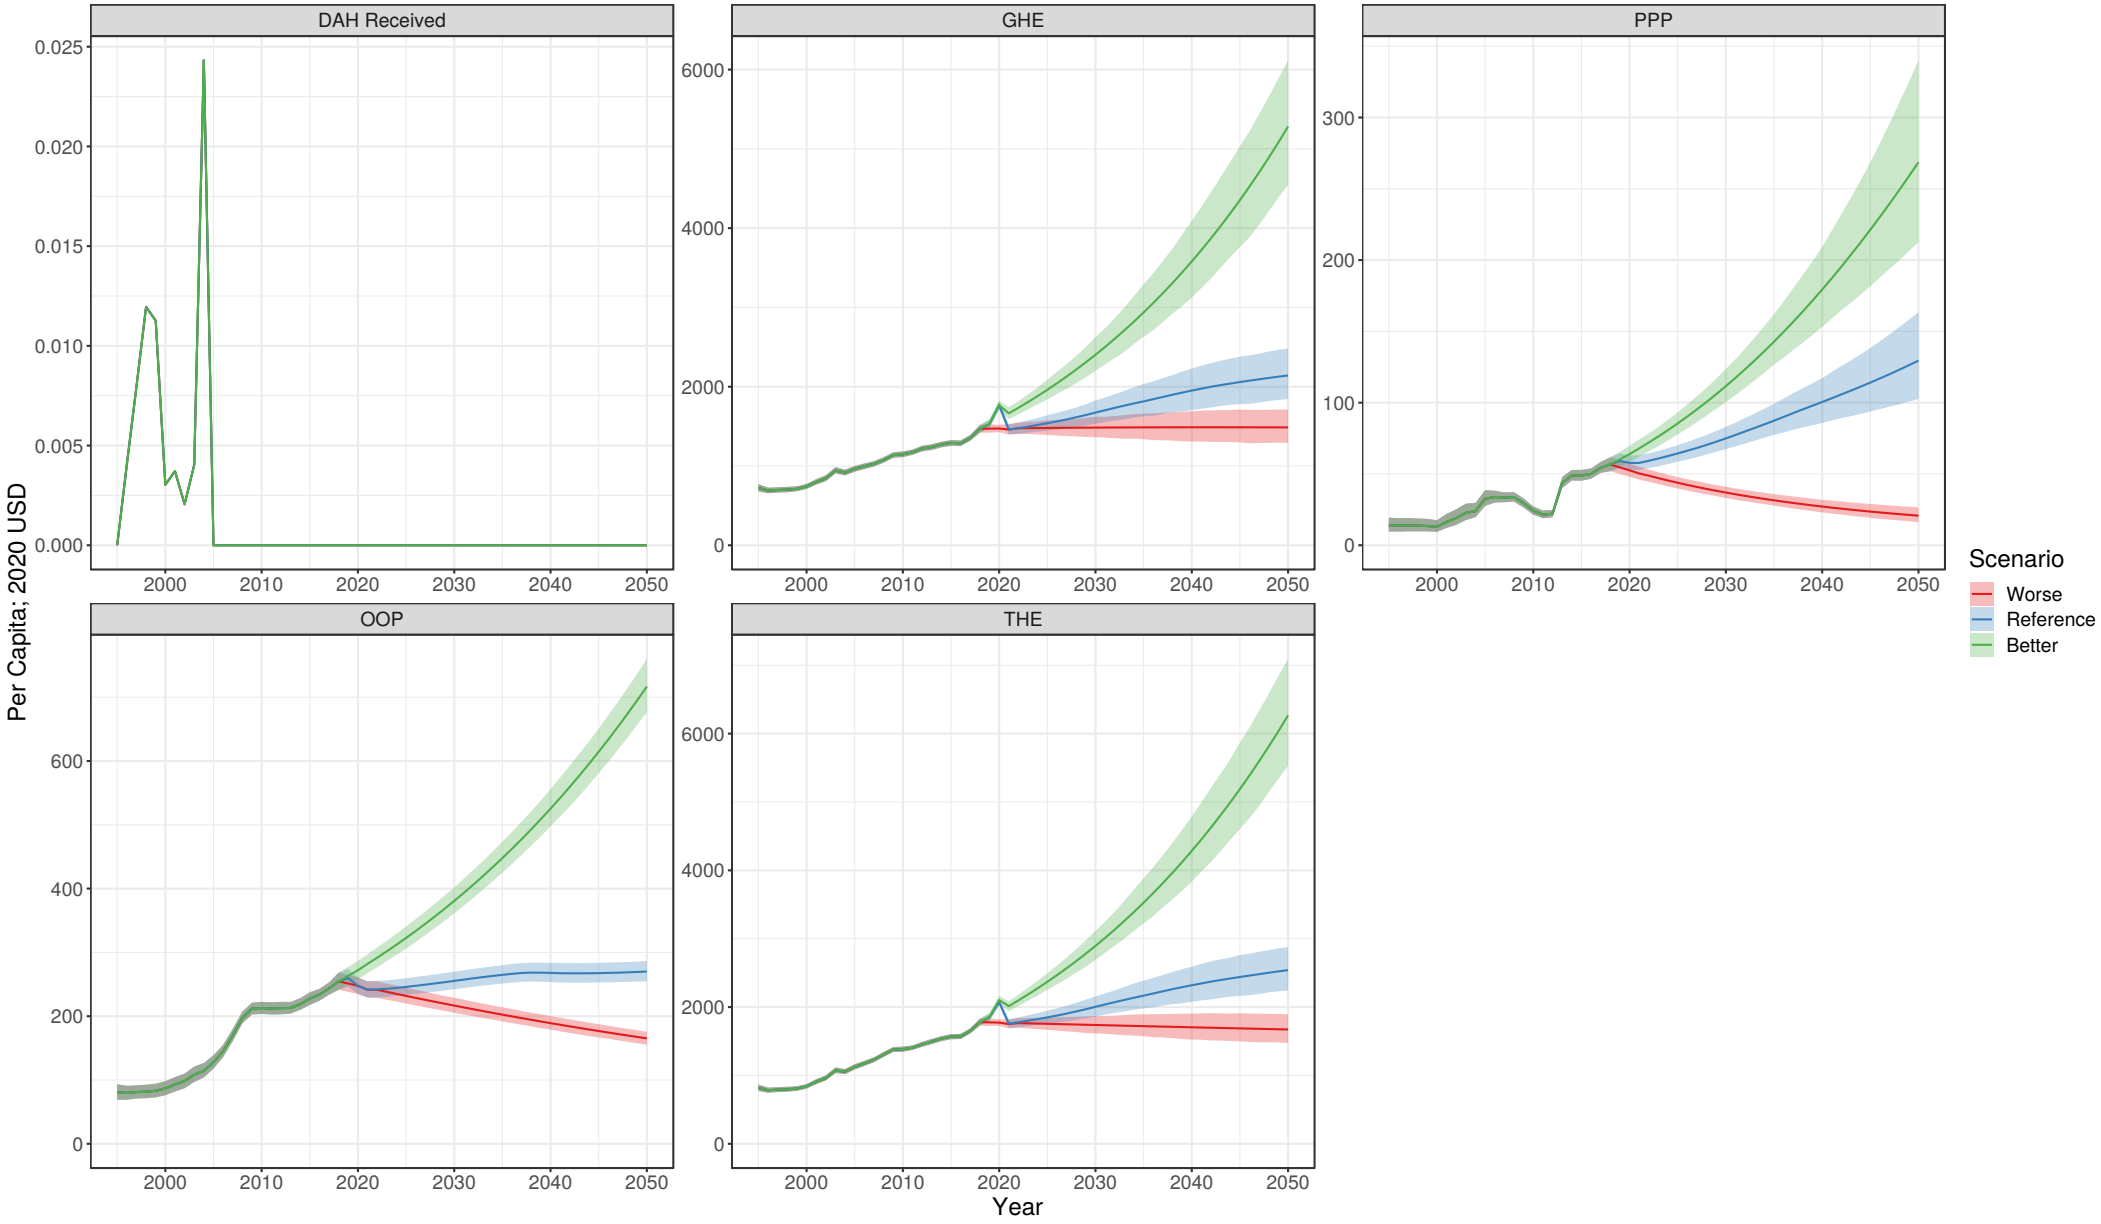 DAH Received
GHE
PPP
0.025
0.020
0.015
0.010
0.005
0.000
6000
4000
2000
0
300
200
100
0
2000 2010 2020 2030 2040 2050
2000 2010 2020 2030 2040 2050
2000 2010 2020 2030 2040 2050
OOP
THE
600
400
200
0
6000
4000
2000
0
2000 2010 2020 2030 2040 2050
2000 2010 2020 2030 2040 2050
Year
Per Capita; 2020 USD
Scenario
Worse
Reference
Better